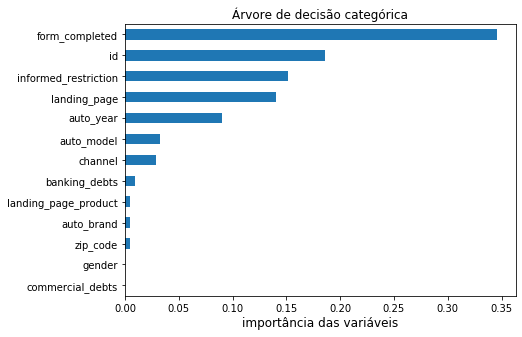 Árvore de decisão categórica
form_completed
id
informed_restriction
landing_page
auto_year
auto_model
channel
banking_debts
landing_page_product
auto_brand
zip_code
gender
commercial_debts
0.00 0.05 0.10 0.15 0.20 0.25 0.30 0.35
importância das variáveis